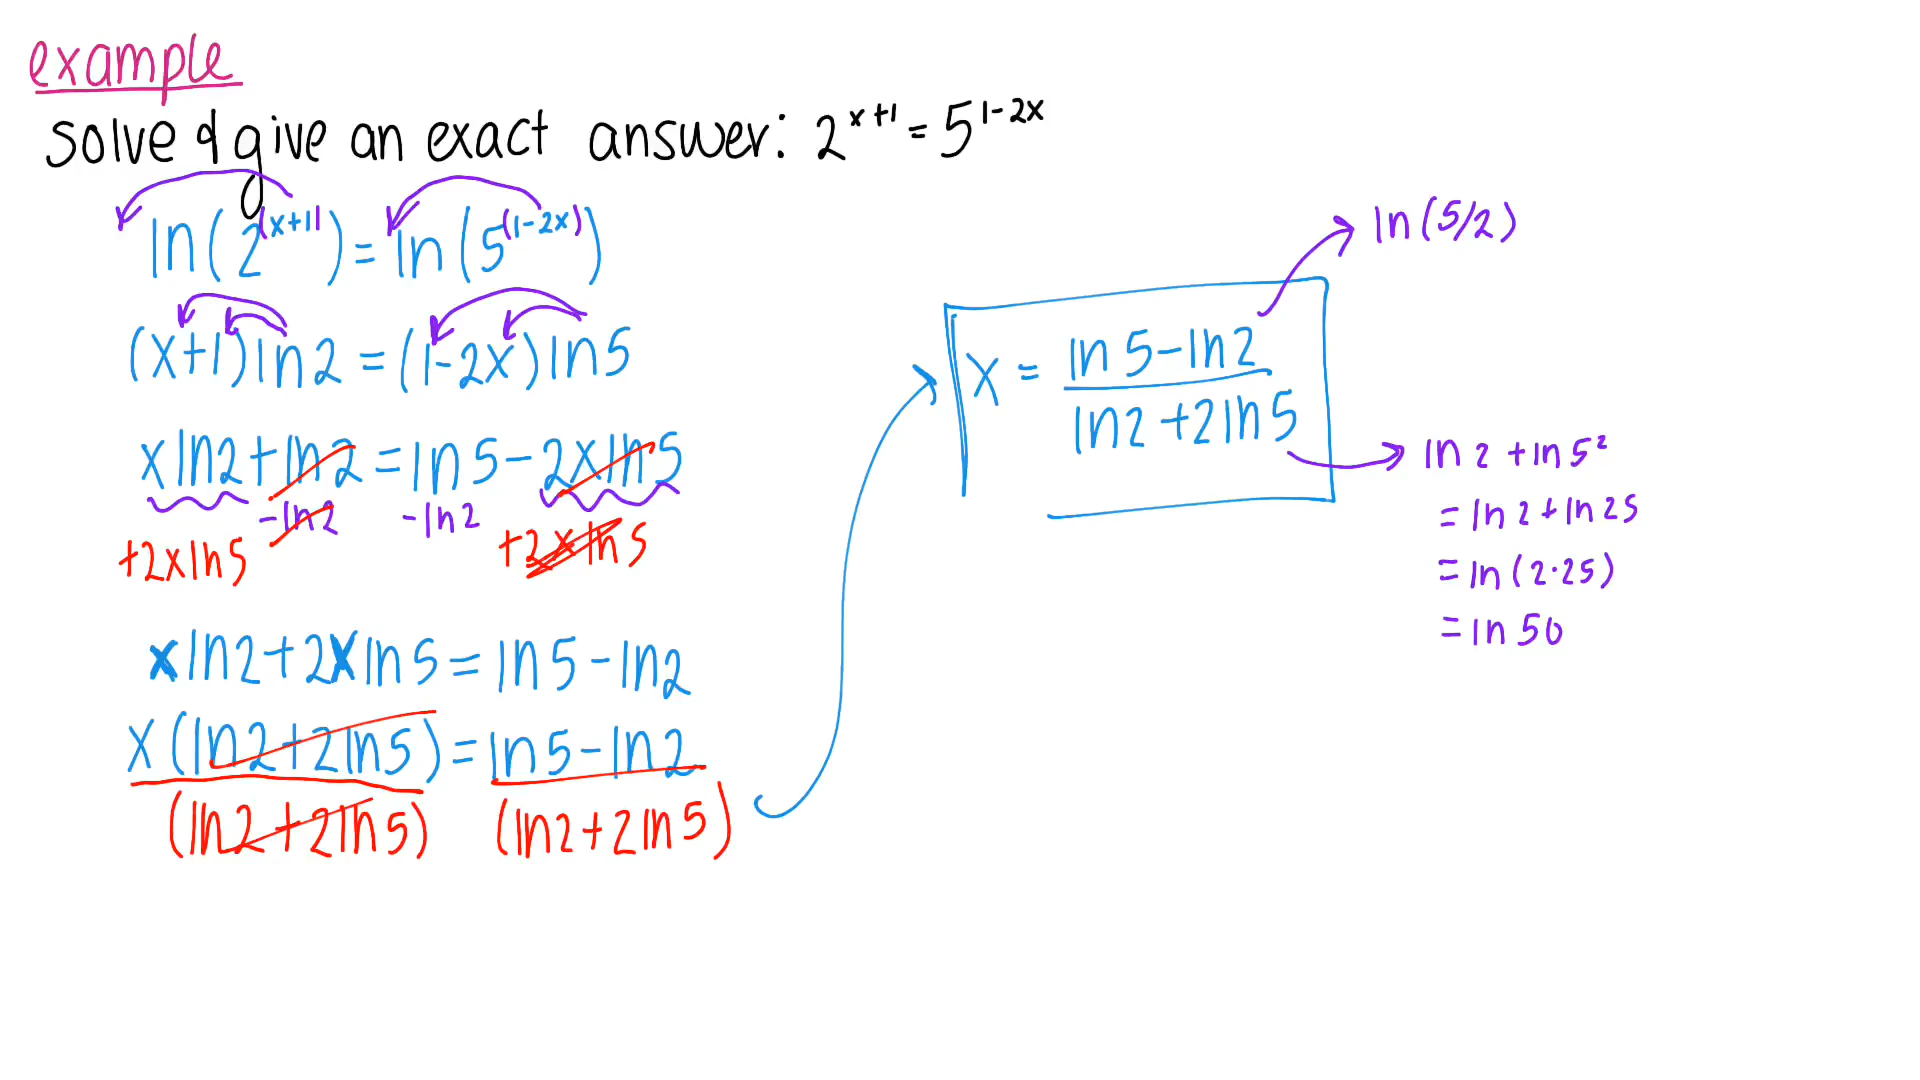 example
solve & give an exact answer: 2^(x+1) = 5^(1-2x)
ln(2^(x+1)) = ln(5^(1-2x))
(x+1)ln2 = (1-2x)ln5
xln2+ln2 = ln5-2xln5
-ln2 -ln2
+2xln5 +2xln5
xln2+2xln5 = ln5-ln2
x(ln2+2ln5) = ln5-ln2
(ln2+2ln5) (ln2+2ln5)
x = (ln5-ln2)/(ln2+2ln5)
ln(5/2)
ln2+ln5²
= ln2+ln25
= ln(2·25)
= ln50